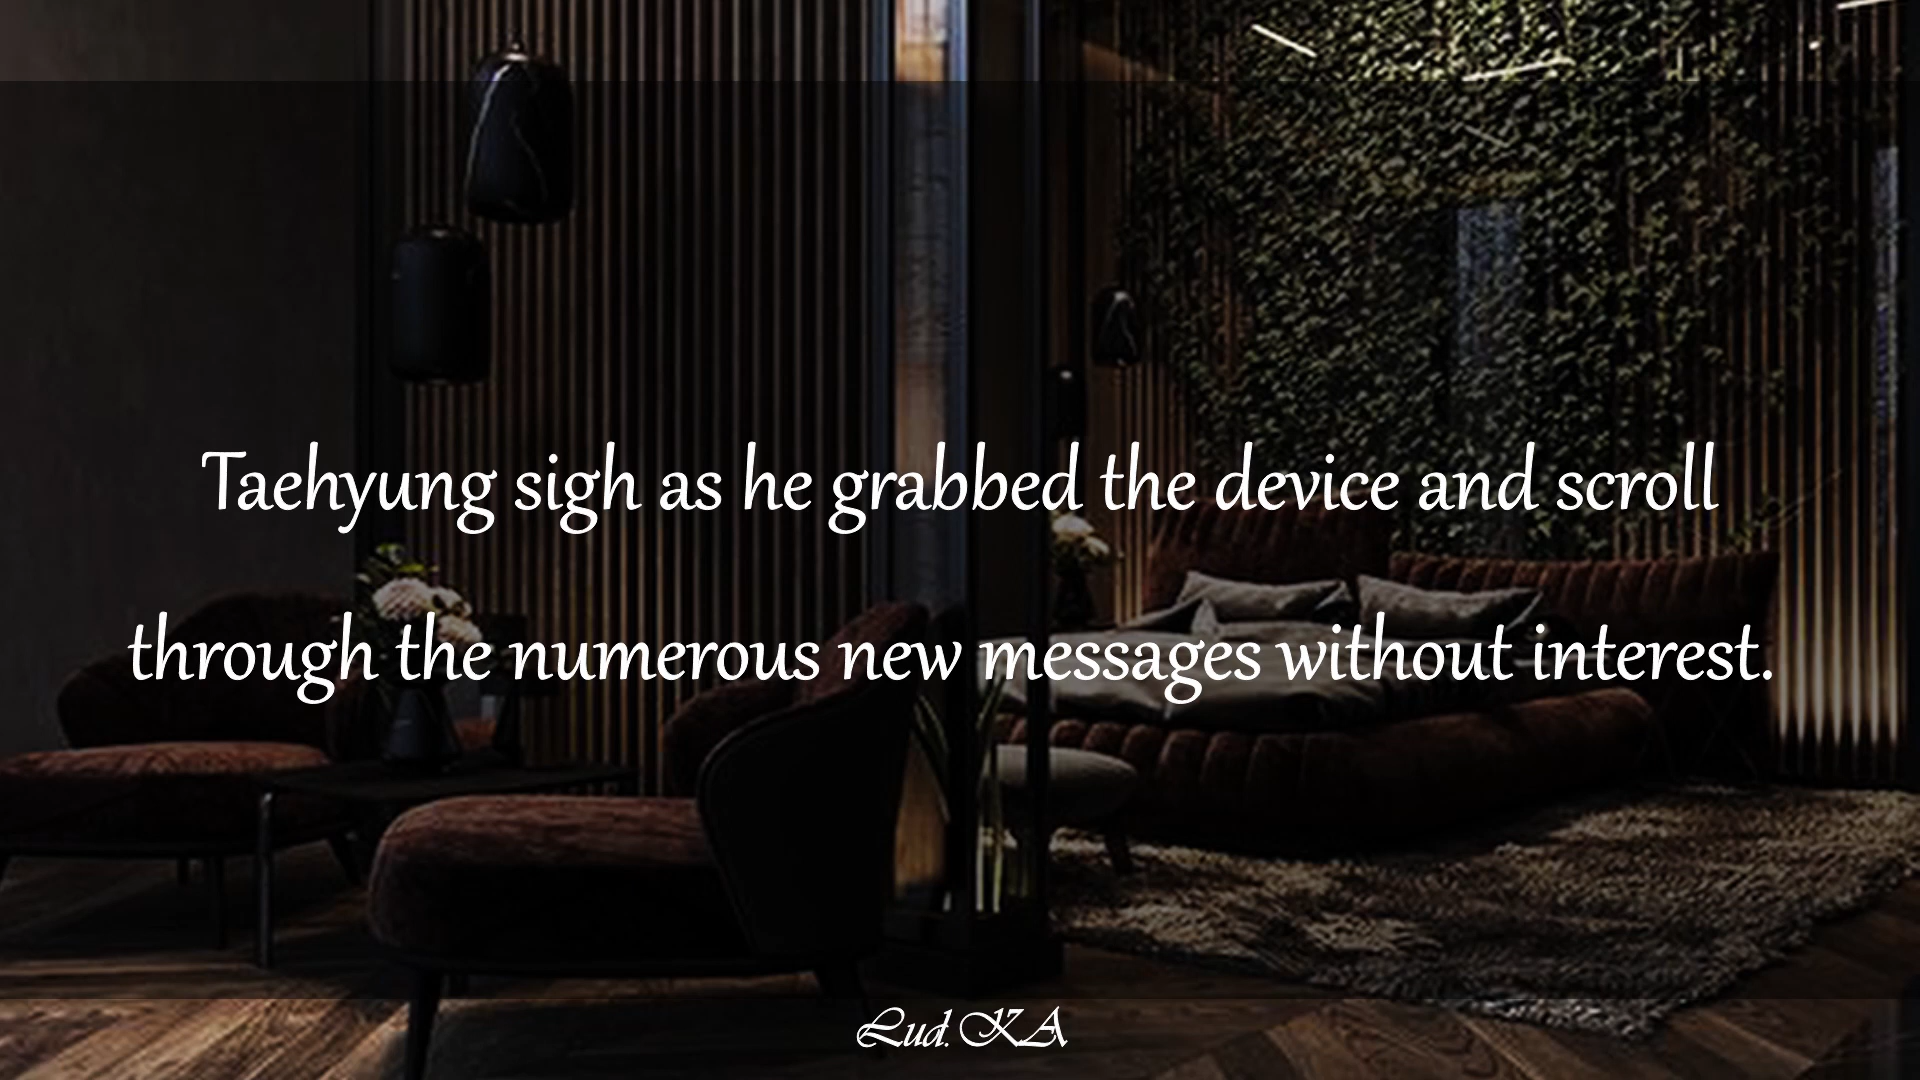 Taehyung sigh as he grabbed the device and scroll
through the numerous new messages without interest.
Lud. KA